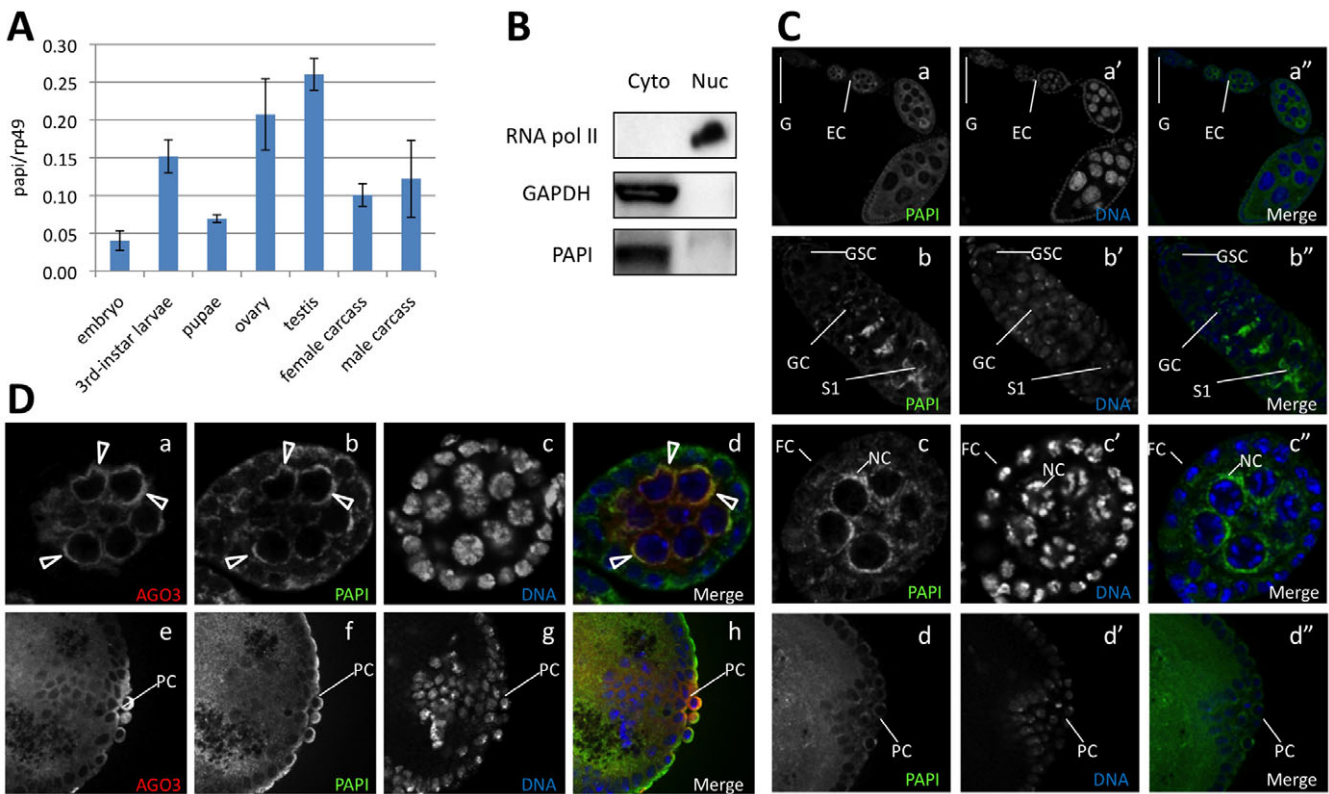 A
papi/rp49
0.30
0.25
0.20
0.15
0.10
0.05
0.00
embryo
3rd-instar larvae
pupae
ovary
testis
female carcass
male carcass
B
Cyto Nuc
RNA pol II
GAPDH
PAPI
C
a a′ a″
G EC G EC G EC
PAPI DNA Merge
b b′ b″
GSC GSC GSC
GC GC GC
S1 S1 S1
PAPI DNA Merge
c c′ c″
FC NC FC NC FC NC
PAPI DNA Merge
d d′ d″
PC PC PC
PAPI DNA Merge
D
a b c d
AGO3 PAPI DNA Merge
e f g h
PC PC PC PC
AGO3 PAPI DNA Merge